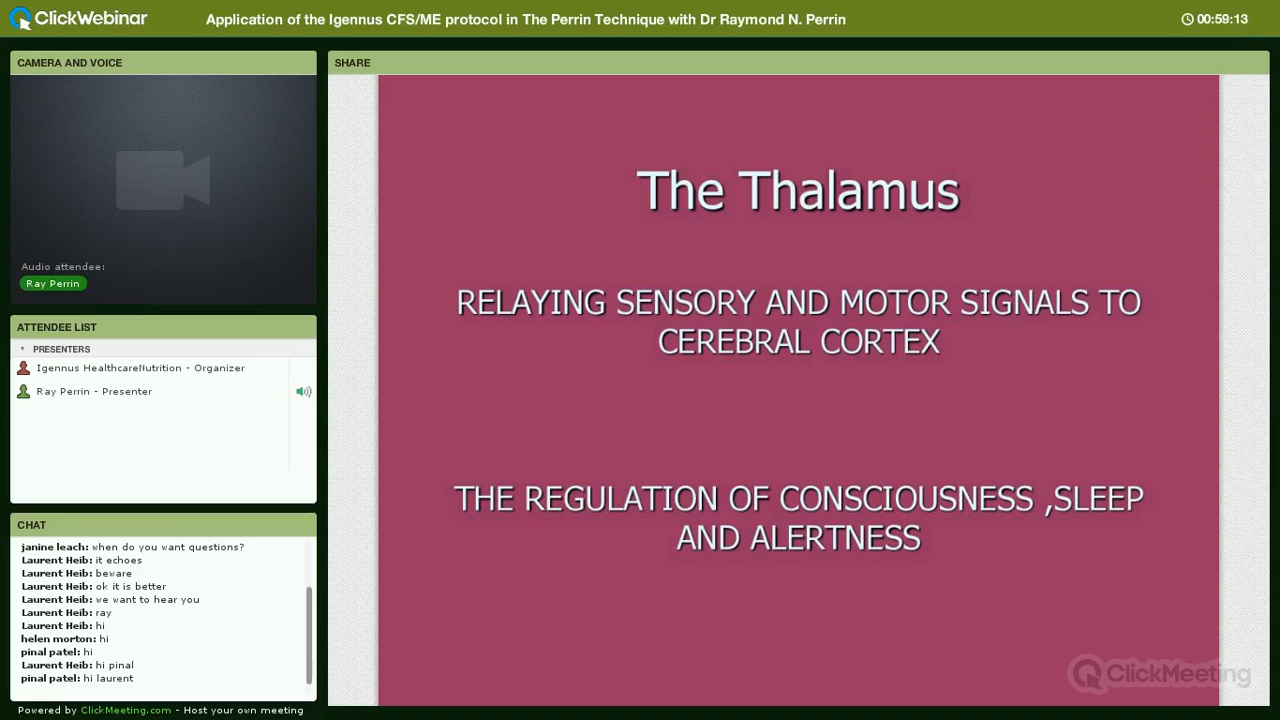 ClickWebinar
Application of the Igennus CFS/ME protocol in The Perrin Technique with Dr Raymond N. Perrin
00:59:13
CAMERA AND VOICE
Audio attendee:
Ray Perrin
ATTENDEE LIST
PRESENTERS
Igennus HealthcareNutrition - Organizer
Ray Perrin - Presenter
CHAT
janine leach: when do you want questions?
Laurent Heib: it echoes
Laurent Heib: beware
Laurent Heib: ok it is better
Laurent Heib: we want to hear you
Laurent Heib: ray
Laurent Heib: hi
helen morton: hi
pinal patel: hi
Laurent Heib: hi pinal
pinal patel: hi laurent
Powered by ClickMeeting.com - Host your own meeting
SHARE
The Thalamus
RELAYING SENSORY AND MOTOR SIGNALS TO
CEREBRAL CORTEX
THE REGULATION OF CONSCIOUSNESS ,SLEEP
AND ALERTNESS
ClickMeeting